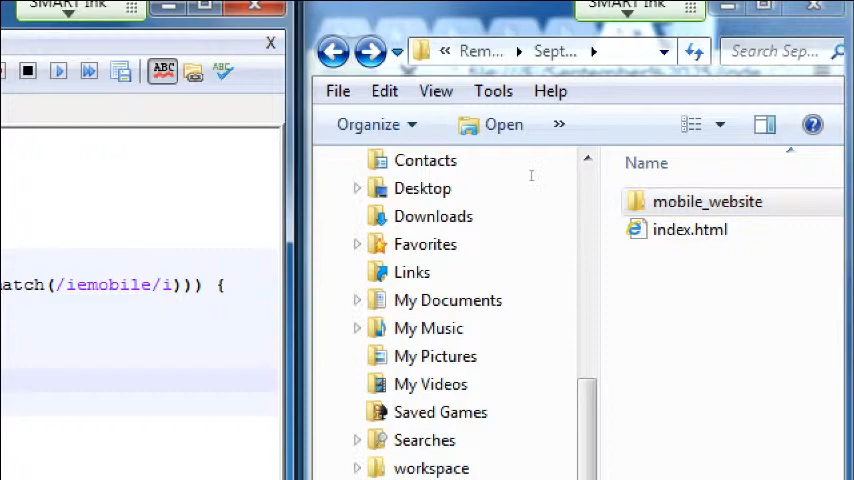 SMART Ink
SMART Ink
ABC
ABC
atch(/iemobile/i))) {
« Rem... Sept...
Search Sep...
File Edit View Tools Help
Organize Open »
Contacts
Desktop
Downloads
Favorites
Links
My Documents
My Music
My Pictures
My Videos
Saved Games
Searches
workspace
Name
mobile_website
index.html